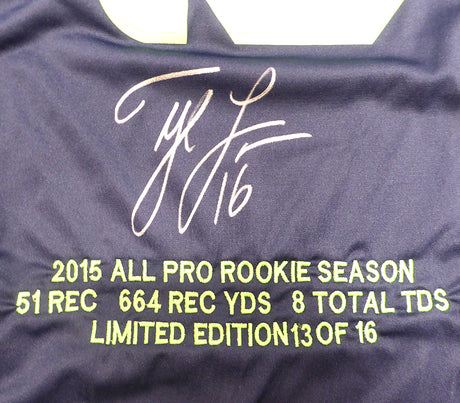 Tyl L 16
2015 ALL PRO ROOKIE SEASON
51 REC 664 REC YDS 8 TOTAL TDS
LIMITED EDITION 13 OF 16